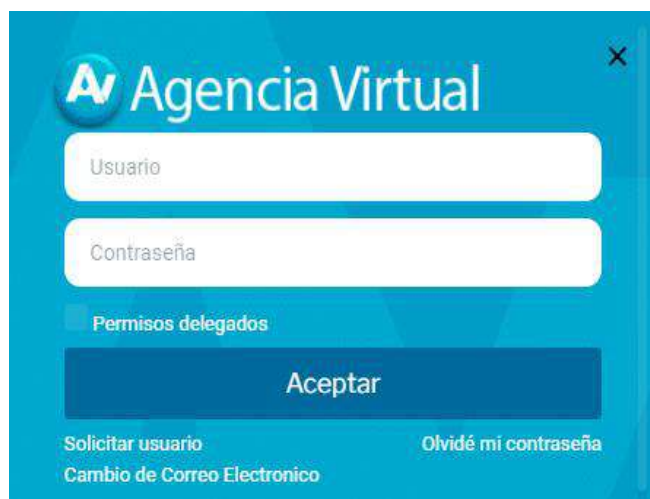 AV Agencia Virtual
Usuario
Contraseña
Permisos delegados
Aceptar
Solicitar usuario Olvidé mi contraseña
Cambio de Correo Electronico